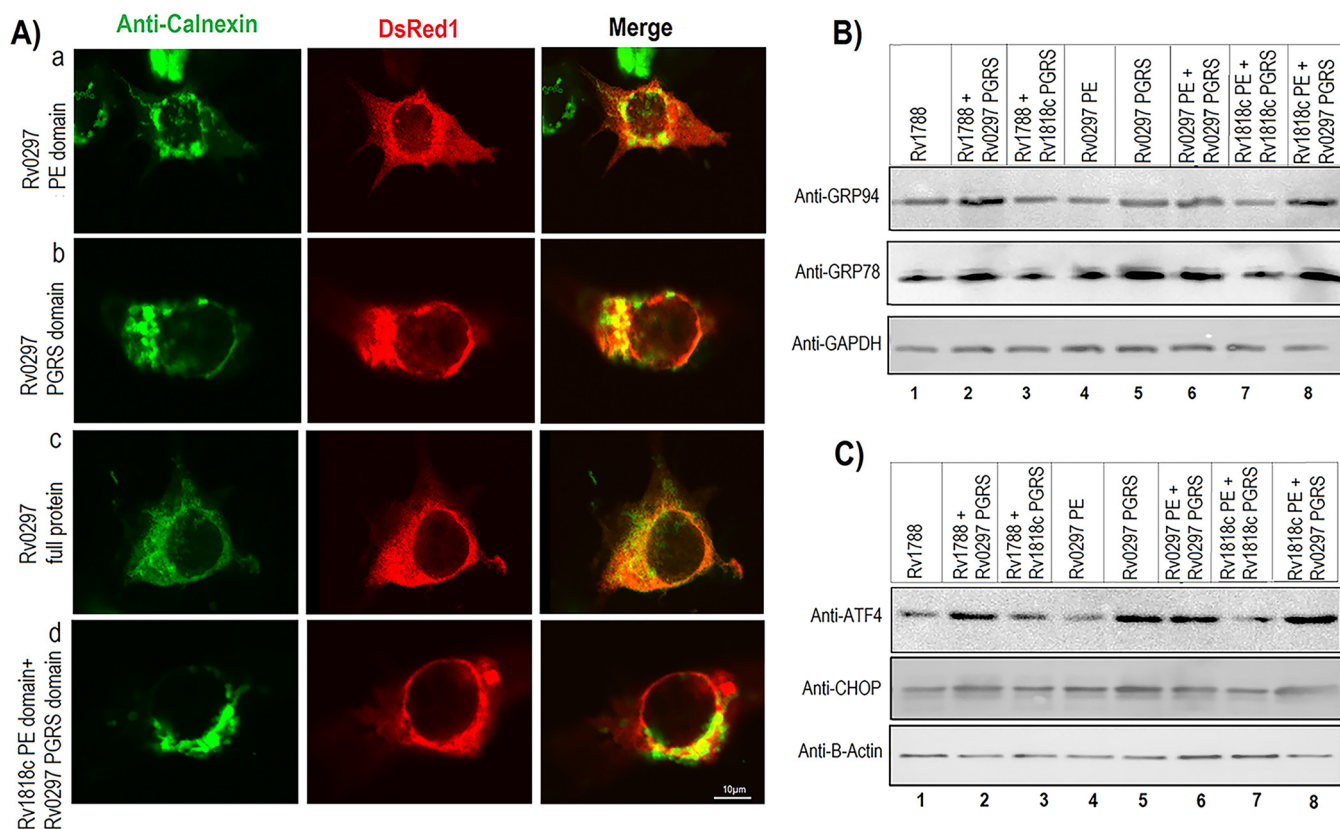 A)
Anti-Calnexin
DsRed1
Merge
a
Rv0297
PE domain
b
Rv0297
PGRS domain
c
Rv0297
full protein
d
Rv1818c PE domain+
Rv0297 PGRS domain
10μm
B)
Rv1788
Rv1788 +
Rv0297 PGRS
Rv1788 +
Rv1818c PGRS
Rv0297 PE
Rv0297 PGRS
Rv0297 PE +
Rv0297 PGRS
Rv1818c PE +
Rv1818c PGRS
Rv1818c PE +
Rv0297 PGRS
Anti-GRP94
Anti-GRP78
Anti-GAPDH
1 2 3 4 5 6 7 8
C)
Rv1788
Rv1788 +
Rv0297 PGRS
Rv1788 +
Rv1818c PGRS
Rv0297 PE
Rv0297 PGRS
Rv0297 PE +
Rv0297 PGRS
Rv1818c PE +
Rv1818c PGRS
Rv1818c PE +
Rv0297 PGRS
Anti-ATF4
Anti-CHOP
Anti-B-Actin
1 2 3 4 5 6 7 8